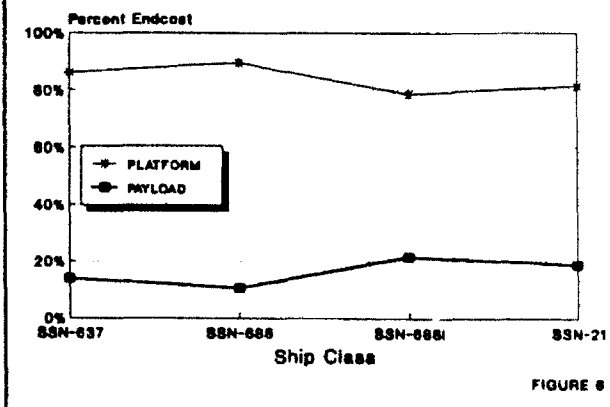 Percent Endcost
100%
80%
60%
40%
20%
0%
PLATFORM
PAYLOAD
SSN-637
SSN-688
SSN-688I
SSN-21
Ship Class
FIGURE 6